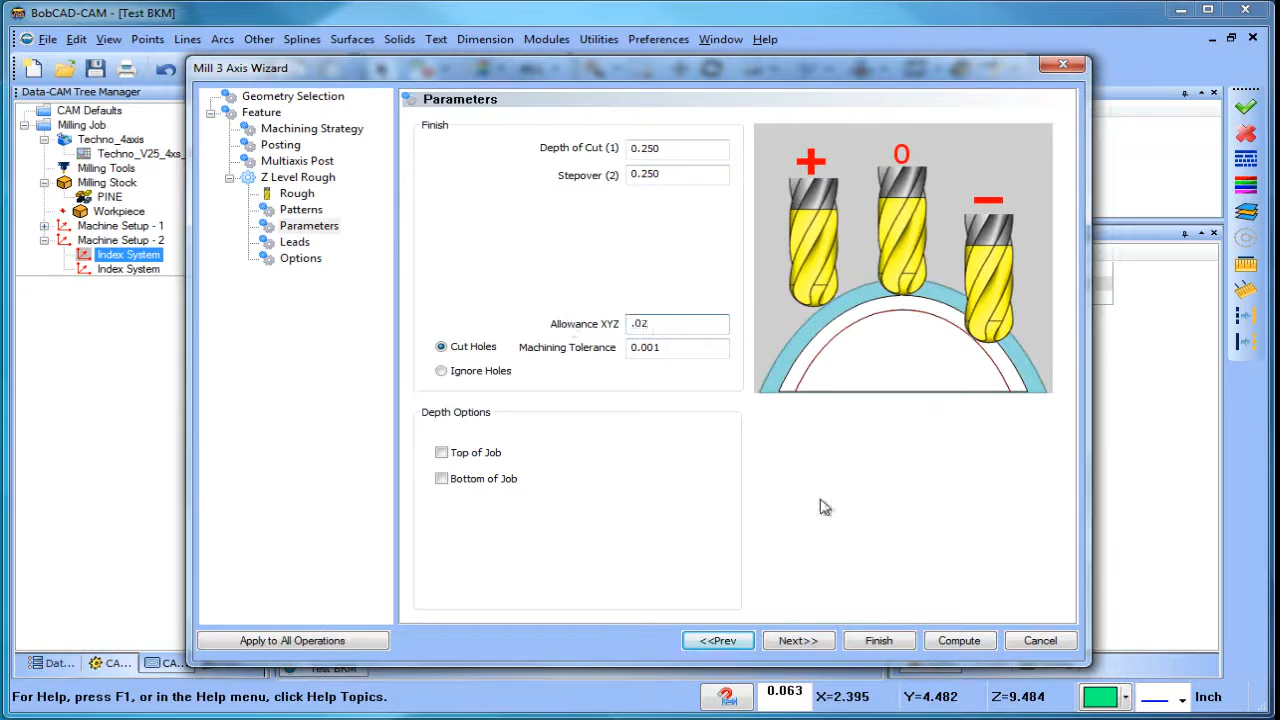 BobCAD-CAM - [Test BKM]
File Edit View Points Lines Arcs Other Splines Surfaces Solids Text Dimension Modules Utilities Preferences Window Help
Data-CAM Tree Manager
CAM Defaults
Milling Job
Techno_4axis
Techno_V25_4xs_
Milling Tools
Milling Stock
PINE
Workpiece
Machine Setup - 1
Machine Setup - 2
Index System
Index System
Mill 3 Axis Wizard
Geometry Selection
Feature
Machining Strategy
Posting
Multiaxis Post
Z Level Rough
Rough
Patterns
Parameters
Leads
Options
Parameters
Finish
Depth of Cut (1) 0.250
Stepover (2) 0.250
Allowance XYZ .02
Cut Holes Machining Tolerance 0.001
Ignore Holes
Depth Options
Top of Job
Bottom of Job
+ 0 −
Apply to All Operations <<Prev Next>> Finish Compute Cancel
Dat... CA... CA
Test BKM
For Help, press F1, or in the Help menu, click Help Topics. 0.063 X=2.395 Y=4.482 Z=9.484 Inch